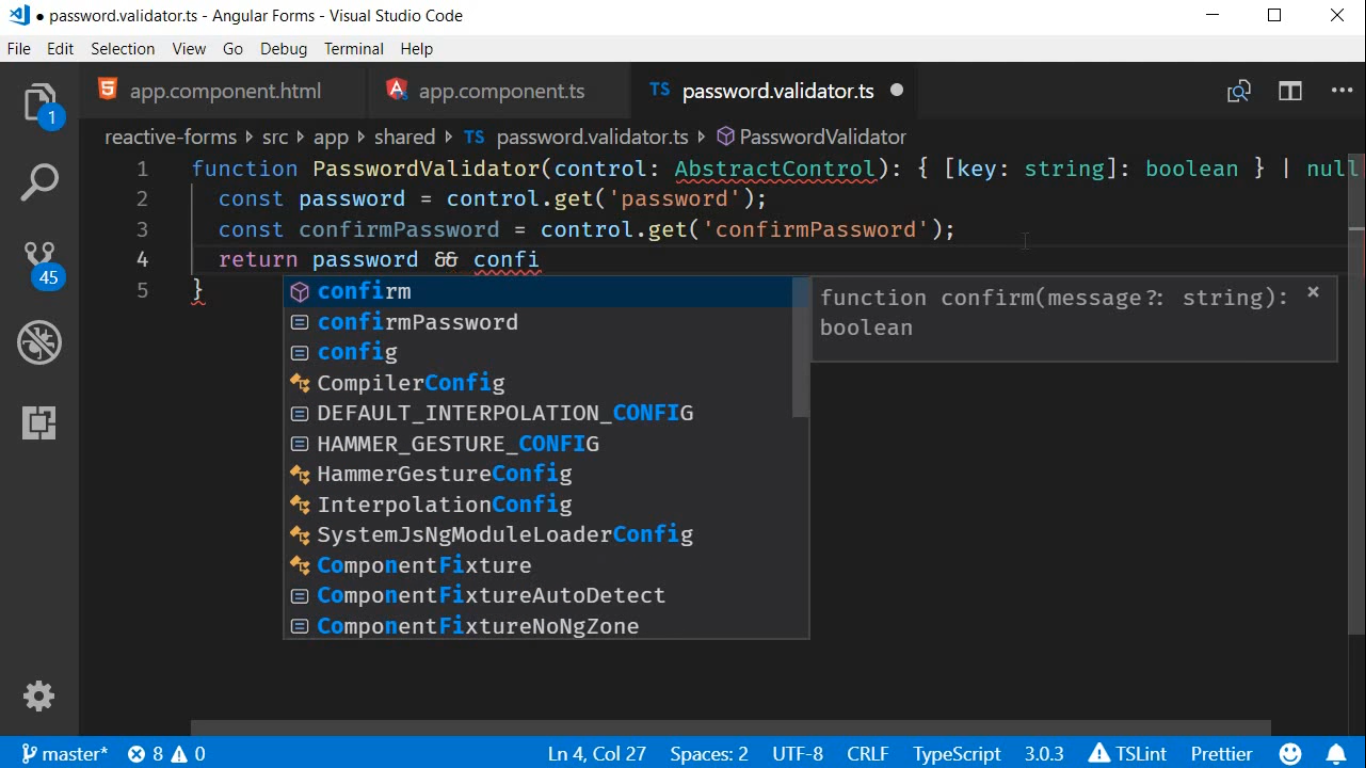 ● password.validator.ts - Angular Forms - Visual Studio Code
File Edit Selection View Go Debug Terminal Help
app.component.html app.component.ts TS password.validator.ts
reactive-forms src app shared TS password.validator.ts PasswordValidator
1 function PasswordValidator(control: AbstractControl): { [key: string]: boolean } | null
2 const password = control.get('password');
3 const confirmPassword = control.get('confirmPassword');
4 return password && confi
5 }
confirm
confirmPassword
config
CompilerConfig
DEFAULT_INTERPOLATION_CONFIG
HAMMER_GESTURE_CONFIG
HammerGestureConfig
InterpolationConfig
SystemJsNgModuleLoaderConfig
ComponentFixture
ComponentFixtureAutoDetect
ComponentFixtureNoNgZone
function confirm(message?: string):
boolean
1
45
master* 8 0 Ln 4, Col 27 Spaces: 2 UTF-8 CRLF TypeScript 3.0.3 TSLint Prettier